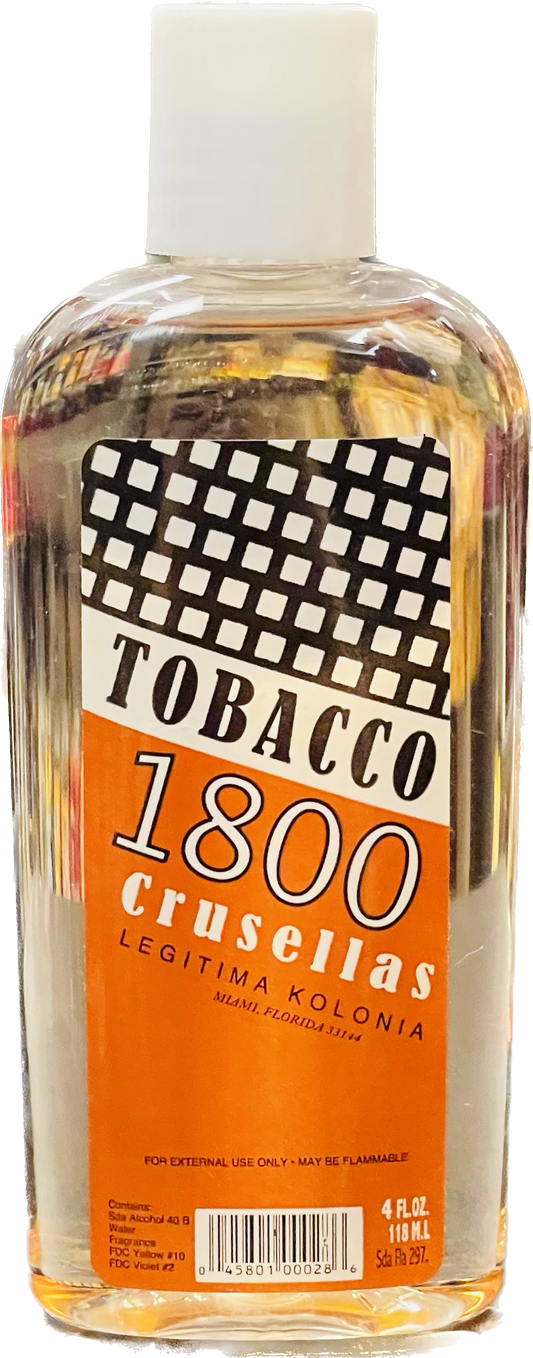 TOBACCO
1800
Crusellas
LEGITIMA KOLONIA
MIAMI, FLORIDA 33144
FOR EXTERNAL USE ONLY • MAY BE FLAMMABLE
Contains:
Sda Alcohol 40 B
Water
Fragrance
FDC Yellow #10
FDC Violet #2
0 45801 00028 6
4 FL.OZ.
118 M.L
Sda Fla 297.